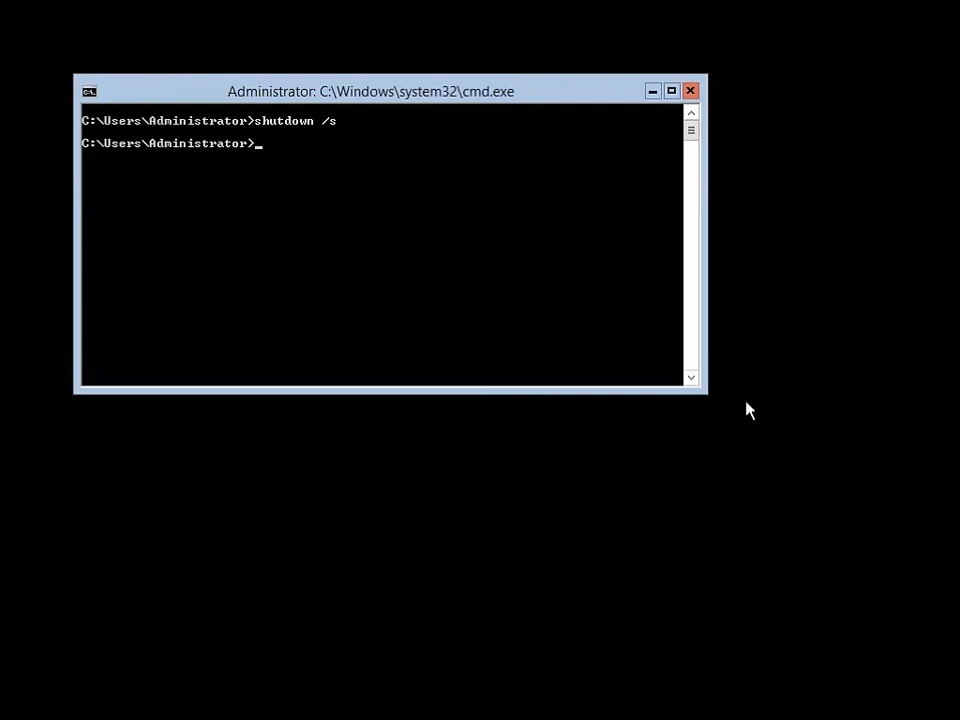 Administrator: C:\Windows\system32\cmd.exe
C:\Users\Administrator>shutdown /s
C:\Users\Administrator>_